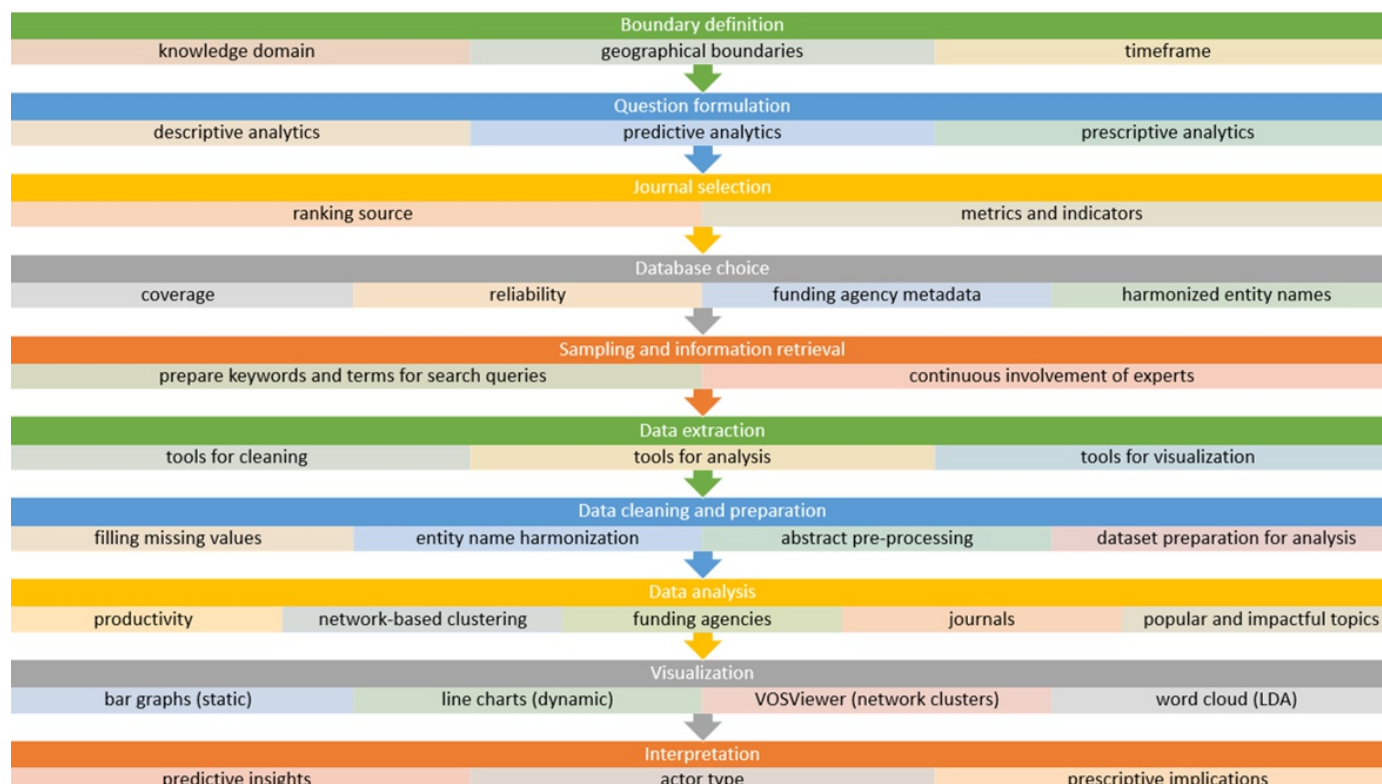 Boundary definition
knowledge domain geographical boundaries timeframe
Question formulation
descriptive analytics predictive analytics prescriptive analytics
Journal selection
ranking source metrics and indicators
Database choice
coverage reliability funding agency metadata harmonized entity names
Sampling and information retrieval
prepare keywords and terms for search queries continuous involvement of experts
Data extraction
tools for cleaning tools for analysis tools for visualization
Data cleaning and preparation
filling missing values entity name harmonization abstract pre-processing dataset preparation for analysis
Data analysis
productivity network-based clustering funding agencies journals popular and impactful topics
Visualization
bar graphs (static) line charts (dynamic) VOSViewer (network clusters) word cloud (LDA)
Interpretation
predictive insights actor type prescriptive implications